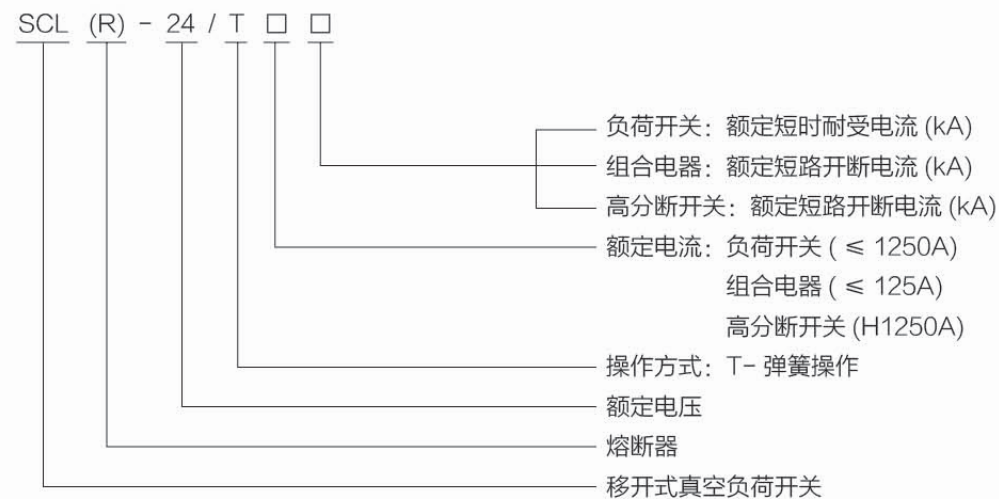 SCL (R) - 24 / T □ □
负荷开关：额定短时耐受电流 (kA)
组合电器：额定短路开断电流 (kA)
高分断开关：额定短路开断电流 (kA)
额定电流：负荷开关 ( ≤ 1250A)
组合电器 ( ≤ 125A)
高分断开关 (H1250A)
操作方式：T- 弹簧操作
额定电压
熔断器
移开式真空负荷开关